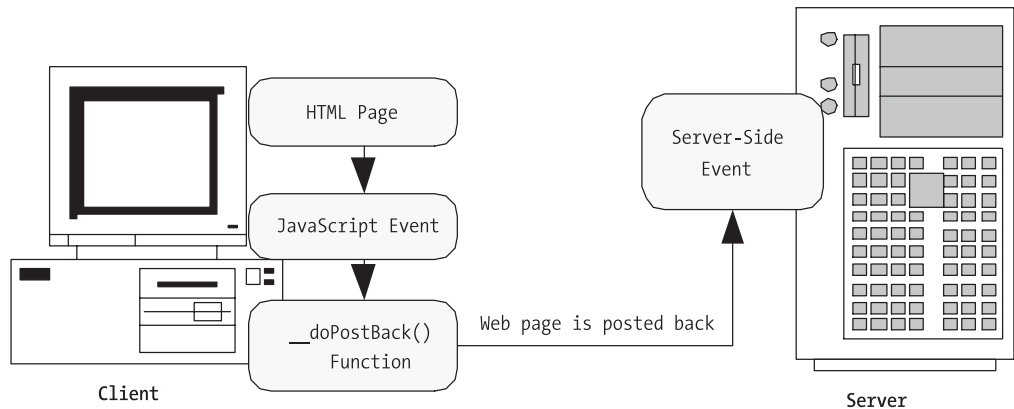 HTML Page
JavaScript Event
__doPostBack()
Function
Web page is posted back
Server-Side
Event
Client
Server